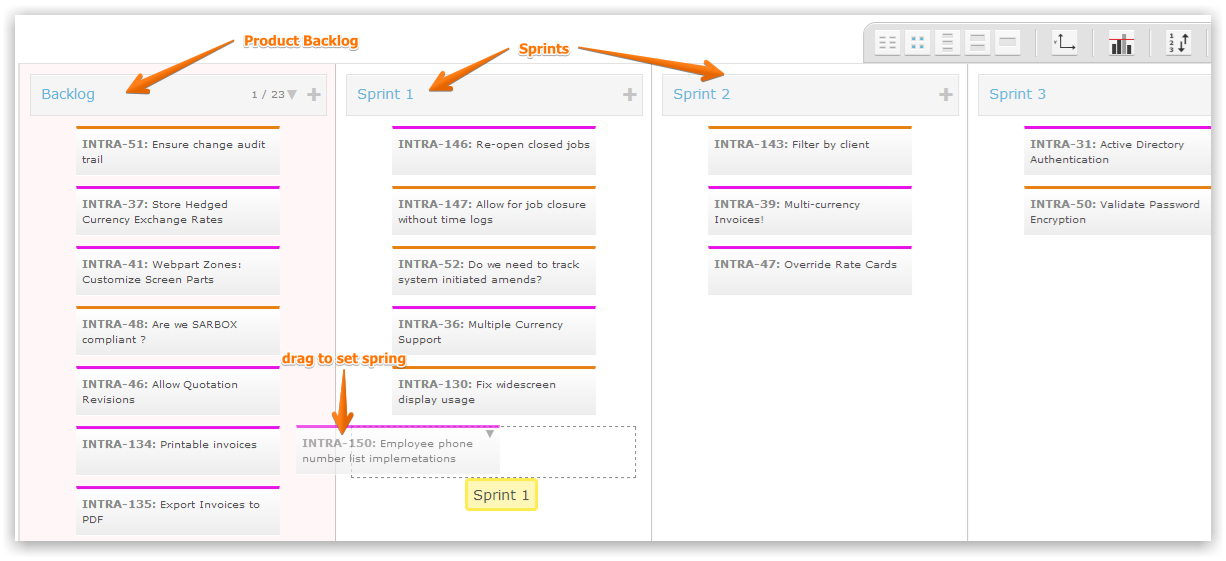 Product Backlog
Sprints
Backlog
1 / 23
Sprint 1
Sprint 2
Sprint 3
INTRA-51: Ensure change audit
trail
INTRA-37: Store Hedged
Currency Exchange Rates
INTRA-41: Webpart Zones:
Customize Screen Parts
INTRA-48: Are we SARBOX
compliant ?
INTRA-46: Allow Quotation
Revisions
INTRA-134: Printable invoices
INTRA-135: Export Invoices to
PDF
INTRA-146: Re-open closed jobs
INTRA-147: Allow for job closure
without time logs
INTRA-52: Do we need to track
system initiated amends?
INTRA-36: Multiple Currency
Support
INTRA-130: Fix widescreen
display usage
drag to set spring
INTRA-150: Employee phone
number list implemetations
Sprint 1
INTRA-143: Filter by client
INTRA-39: Multi-currency
Invoices!
INTRA-47: Override Rate Cards
INTRA-31: Active Directory
Authentication
INTRA-50: Validate Password
Encryption
1
2
3